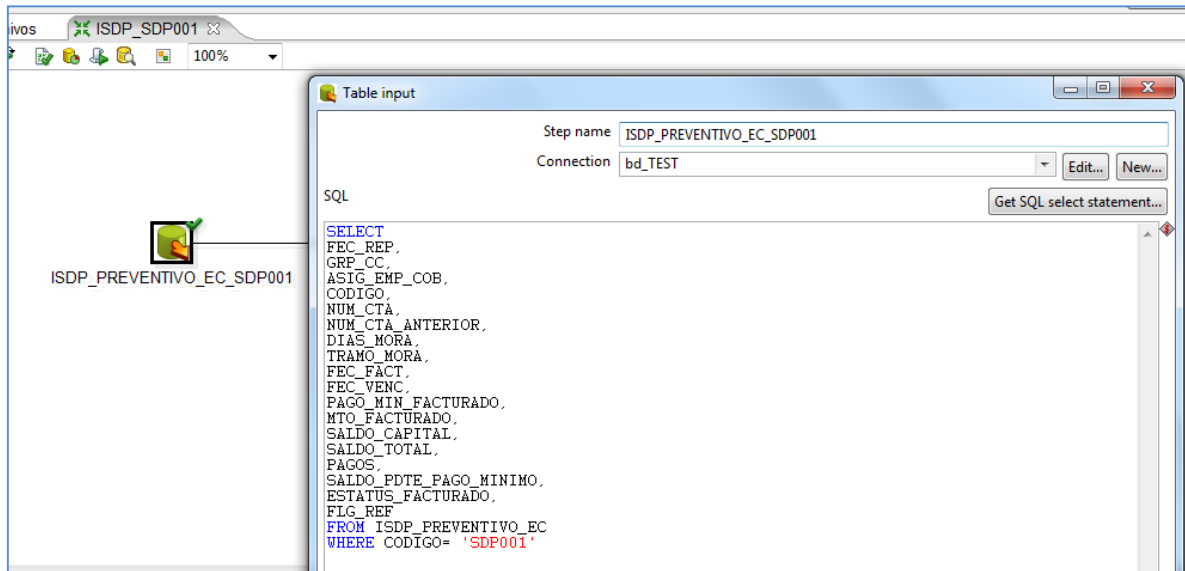 ivos
ISDP_SDP001
100%
Table input
Step name ISDP_PREVENTIVO_EC_SDP001
Connection bd_TEST Edit... New...
SQL
Get SQL select statement...
SELECT
FEC_REP,
GRP_CC,
ASIG_EMP_COB,
CODIGO,
NUM_CTA,
NUM_CTA_ANTERIOR,
DIAS_MORA,
TRAMO_MORA,
FEC_FACT,
FEC_VENC,
PAGO_MIN_FACTURADO,
MTO_FACTURADO,
SALDO_CAPITAL,
SALDO_TOTAL,
PAGOS,
SALDO_PDTE_PAGO_MINIMO,
ESTATUS_FACTURADO,
FLG_REF
FROM ISDP_PREVENTIVO_EC
WHERE CODIGO= 'SDP001'
ISDP_PREVENTIVO_EC_SDP001